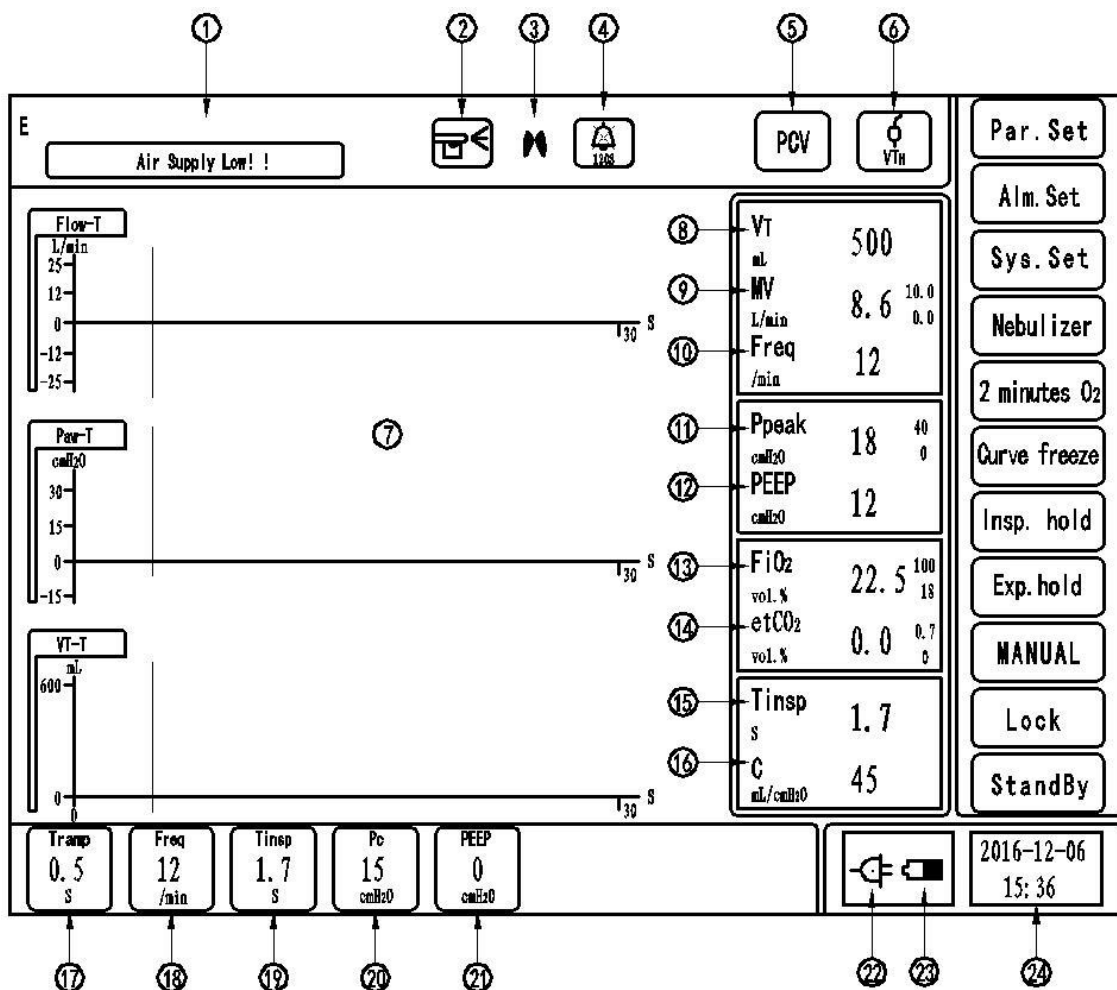 ① ② ③ ④ ⑤ ⑥
E
Air Supply Low!!
120S
PCV
VTH
Par.Set
Alm.Set
Sys.Set
Nebulizer
2 minutes O2
Curve freeze
Insp. hold
Exp.hold
MANUAL
Lock
StandBy
Flow-T
L/min
25
12
0
-12
-25
30 S
Paw-T
cmH2O
30
15
0
-15
30 S
⑦
VT-T
mL
600
0
0
30 S
⑧ VT
mL
500
⑨ MV
L/min
8.6
10.0
0.0
⑩ Freq
/min
12
⑪ Ppeak
cmH2O
18
40
0
⑫ PEEP
cmH2O
12
⑬ FiO2
vol.%
22.5
100
18
⑭ etCO2
vol.%
0.0
0.7
0
⑮ Tinsp
S
1.7
⑯ C
mL/cmH2O
45
Tramp
0.5
S
Freq
12
/min
Tinsp
1.7
S
Pc
15
cmH2O
PEEP
0
cmH2O
2016-12-06
15:36
⑰ ⑱ ⑲ ⑳ ㉑ ㉒ ㉓ ㉔